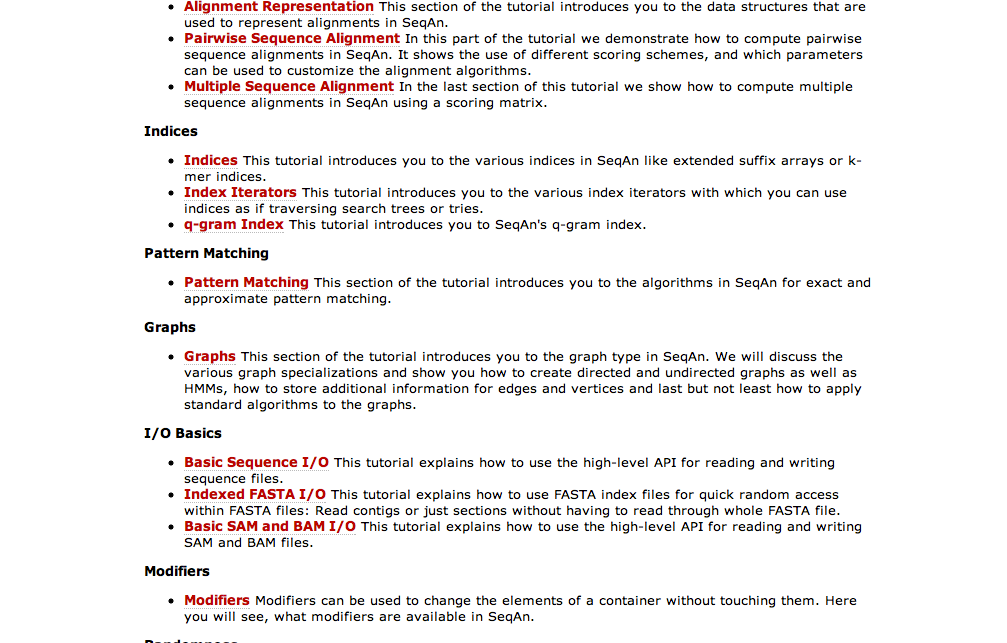 Alignment Representation This section of the tutorial introduces you to the data structures that are
used to represent alignments in SeqAn.
Pairwise Sequence Alignment In this part of the tutorial we demonstrate how to compute pairwise
sequence alignments in SeqAn. It shows the use of different scoring schemes, and which parameters
can be used to customize the alignment algorithms.
Multiple Sequence Alignment In the last section of this tutorial we show how to compute multiple
sequence alignments in SeqAn using a scoring matrix.
Indices
Indices This tutorial introduces you to the various indices in SeqAn like extended suffix arrays or k-
mer indices.
Index Iterators This tutorial introduces you to the various index iterators with which you can use
indices as if traversing search trees or tries.
q-gram Index This tutorial introduces you to SeqAn's q-gram index.
Pattern Matching
Pattern Matching This section of the tutorial introduces you to the algorithms in SeqAn for exact and
approximate pattern matching.
Graphs
Graphs This section of the tutorial introduces you to the graph type in SeqAn. We will discuss the
various graph specializations and show you how to create directed and undirected graphs as well as
HMMs, how to store additional information for edges and vertices and last but not least how to apply
standard algorithms to the graphs.
I/O Basics
Basic Sequence I/O This tutorial explains how to use the high-level API for reading and writing
sequence files.
Indexed FASTA I/O This tutorial explains how to use FASTA index files for quick random access
within FASTA files: Read contigs or just sections without having to read through whole FASTA file.
Basic SAM and BAM I/O This tutorial explains how to use the high-level API for reading and writing
SAM and BAM files.
Modifiers
Modifiers Modifiers can be used to change the elements of a container without touching them. Here
you will see, what modifiers are available in SeqAn.